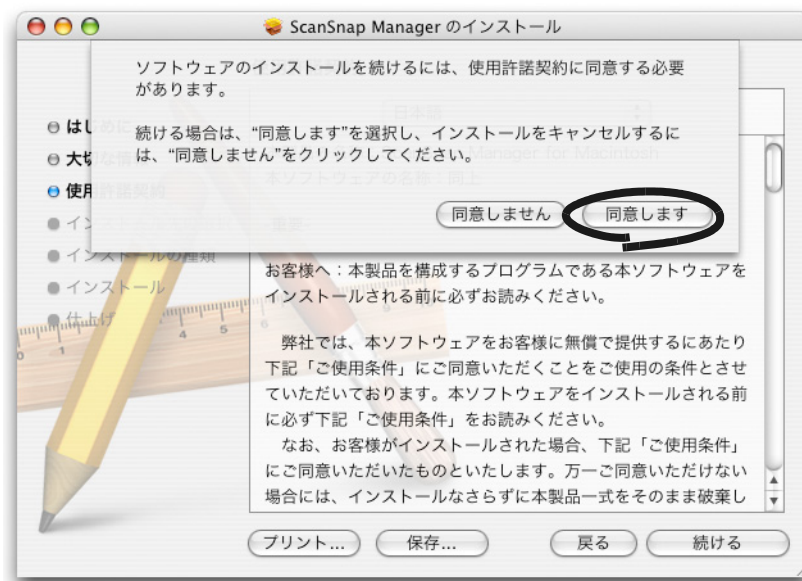 ScanSnap Manager のインストール
ソフトウェアのインストールを続けるには、使用許諾契約に同意する必要
があります。
続ける場合は、“同意します”を選択し、インストールをキャンセルするに
は、“同意しません”をクリックしてください。
同意しません
同意します
はじめに
大切な情報
使用許諾契約
インストールの種類
インストール
仕上げ
日本語
Manager for Macintosh
本ソフトウェアの名称:同上
重要
お客様へ:本製品を構成するプログラムである本ソフトウェアを
インストールされる前に必ずお読みください。
弊社では、本ソフトウェアをお客様に無償で提供するにあたり
下記「ご使用条件」にご同意いただくことをご使用の条件とさせ
ていただいております。本ソフトウェアをインストールされる前
に必ず下記「ご使用条件」をお読みください。
なお、お客様がインストールされた場合、下記「ご使用条件」
にご同意いただいたものといたします。万一ご同意いただけない
場合には、インストールなさらずに本製品一式をそのまま破棄し
0 1 4 5 6
プリント...
保存...
戻る
続ける